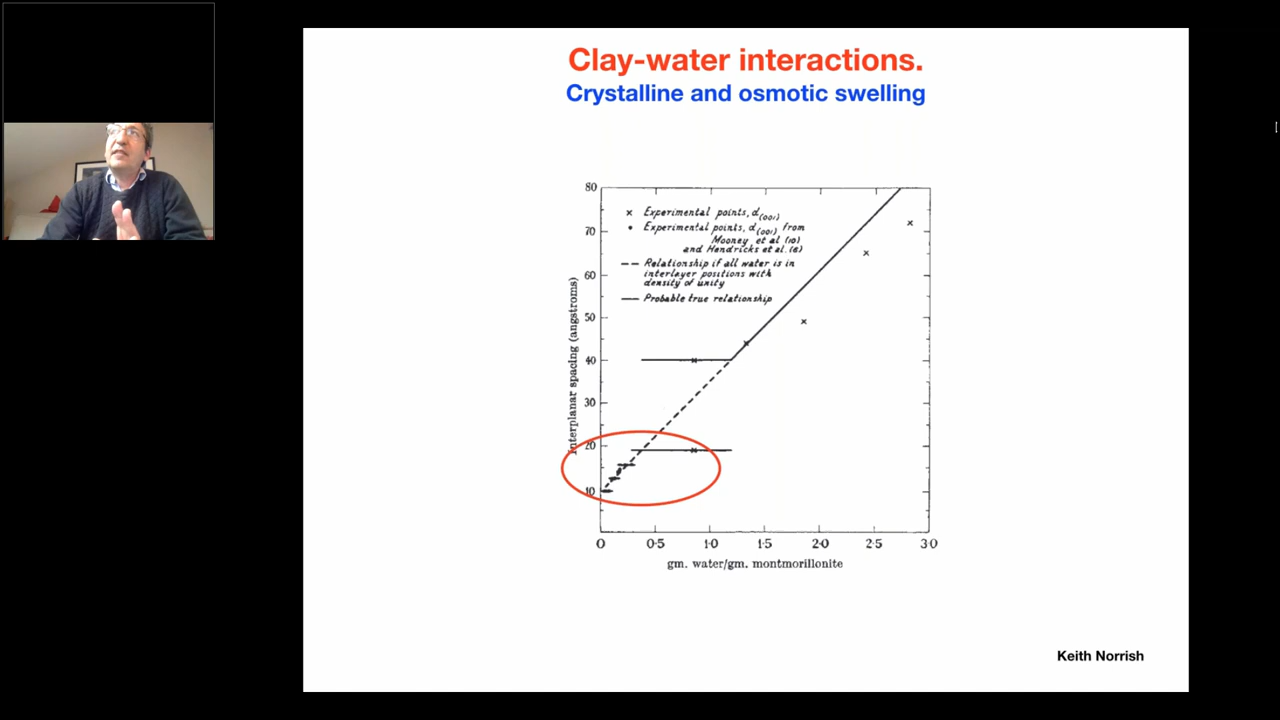 Clay-water interactions.
Crystalline and osmotic swelling
80
70
60
50
40
30
20
10
Interplanar spacing (angstroms)
× Experimental points, d(001)
• Experimental points, d(001) from
Mooney et al (10)
and Hendricks et al. (6)
-- Relationship if all water is in
interlayer positions with
density of unity
— Probable true relationship
0 0·5 1·0 1·5 2·0 2·5 3·0
gm. water/gm. montmorillonite
Keith Norrish